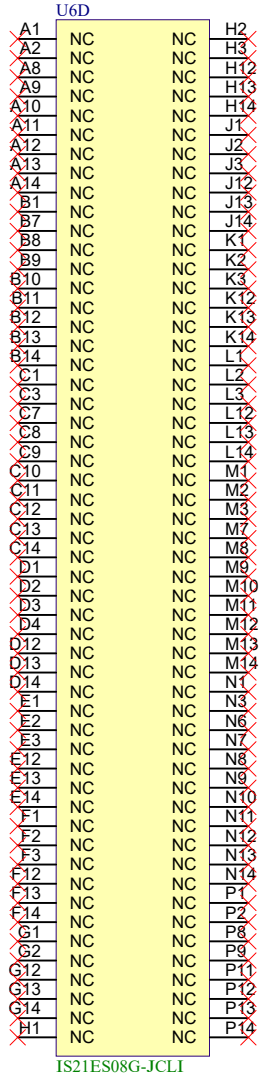 U6D
A1 NC NC H2
A2 NC NC H3
A8 NC NC H12
A9 NC NC H13
A10 NC NC H14
A11 NC NC J1
A12 NC NC J2
A13 NC NC J3
A14 NC NC J12
B1 NC NC J13
B7 NC NC J14
B8 NC NC K1
B9 NC NC K2
B10 NC NC K3
B11 NC NC K12
B12 NC NC K13
B13 NC NC K14
B14 NC NC L1
C1 NC NC L2
C3 NC NC L3
C7 NC NC L12
C8 NC NC L13
C9 NC NC L14
C10 NC NC M1
C11 NC NC M2
C12 NC NC M3
C13 NC NC M7
C14 NC NC M8
D1 NC NC M9
D2 NC NC M10
D3 NC NC M11
D4 NC NC M12
D12 NC NC M13
D13 NC NC M14
D14 NC NC N1
E1 NC NC N3
E2 NC NC N6
E3 NC NC N7
E12 NC NC N8
E13 NC NC N9
E14 NC NC N10
F1 NC NC N11
F2 NC NC N12
F3 NC NC N13
F12 NC NC N14
F13 NC NC P1
F14 NC NC P2
G1 NC NC P8
G2 NC NC P9
G12 NC NC P11
G13 NC NC P12
G14 NC NC P13
H1 NC NC P14
IS21ES08G-JCLI